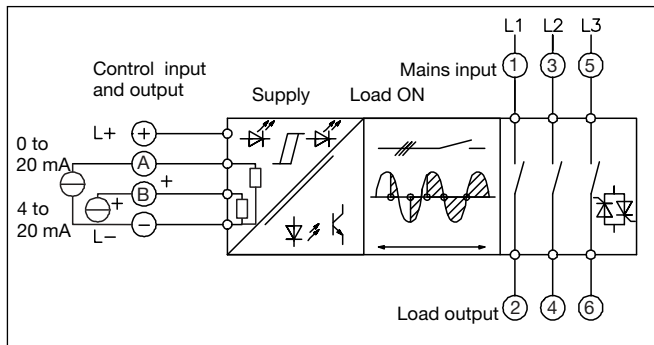 L1 L2 L3
Control input
and output
Mains input 1 3 5
Supply Load ON
L+ +
0 to
20 mA
A
B +
+
4 to
20 mA
L− −
Load output 2 4 6